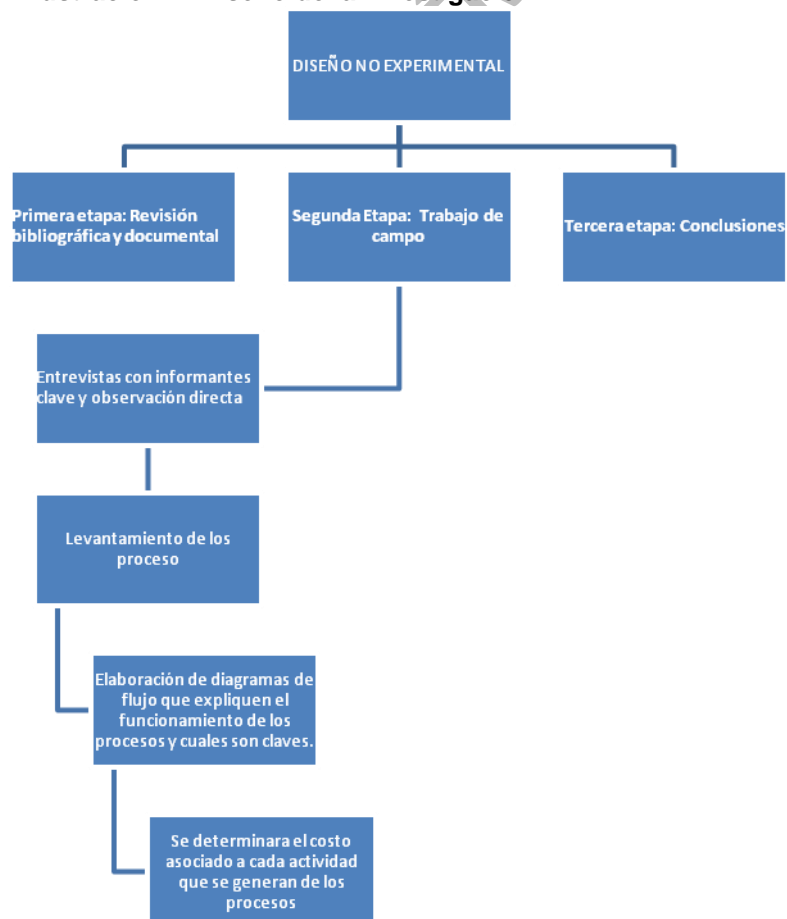 DISEÑO NO EXPERIMENTAL
Primera etapa: Revisión
bibliográfica y documental
Segunda Etapa: Trabajo de
campo
Tercera etapa: Conclusiones
Entrevistas con informantes
clave y observación directa
Levantamiento de los
proceso
Elaboración de diagramas de
flujo que expliquen el
funcionamiento de los
procesos y cuales son claves.
Se determinara el costo
asociado a cada actividad
que se generan de los
procesos